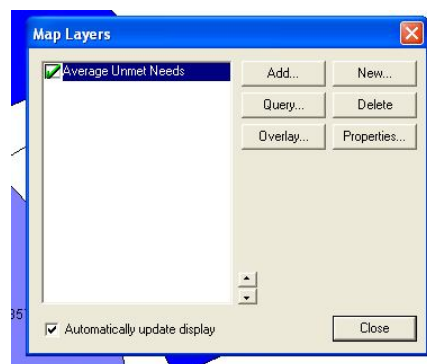 Map Layers
Average Unmet Needs
Add...
New...
Query...
Delete
Overlay...
Properties...
Automatically update display
Close